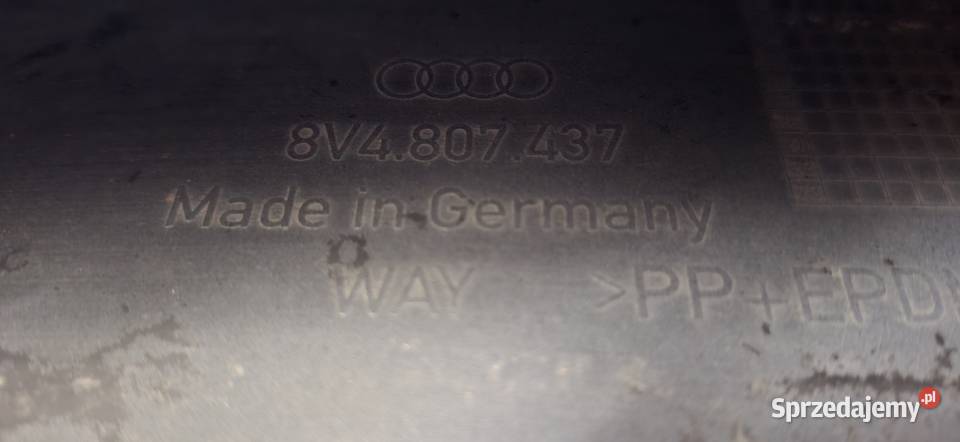 8V4.807.437
Made in Germany
WAY >PP+EPD
Sprzedajemy.pl